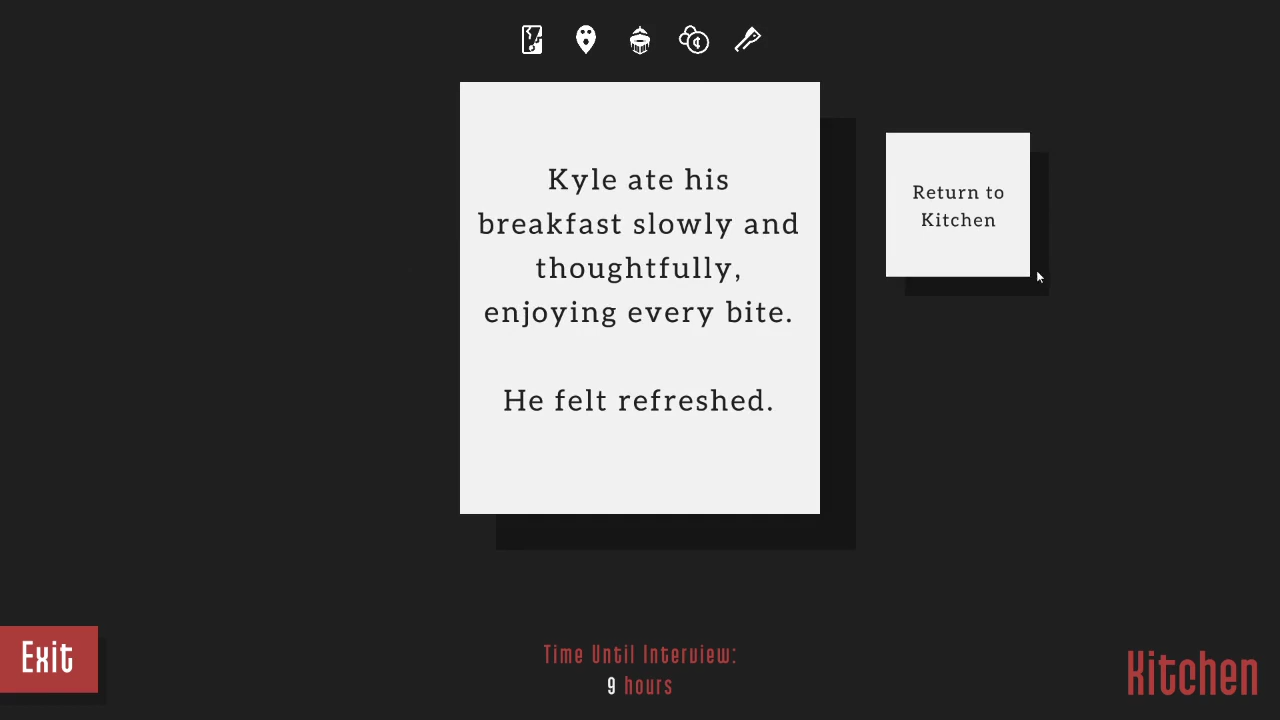 Kyle ate his
breakfast slowly and
thoughtfully,
enjoying every bite.
He felt refreshed.
Return to
Kitchen
Exit
Time Until Interview:
9 hours
Kitchen